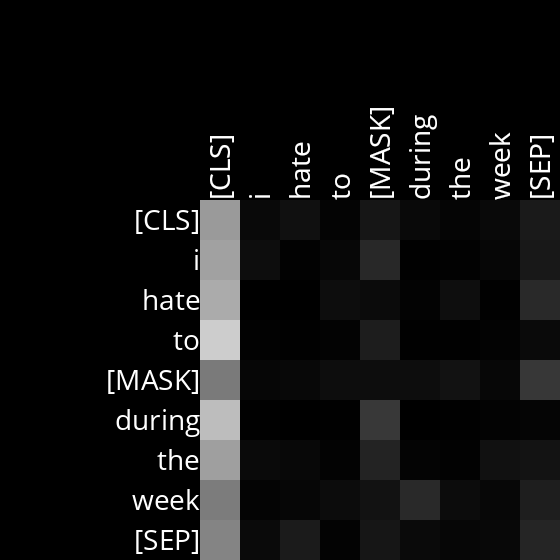 [CLS] i hate to [MASK] during the week [SEP]
[CLS]
i
hate
to
[MASK]
during
the
week
[SEP]